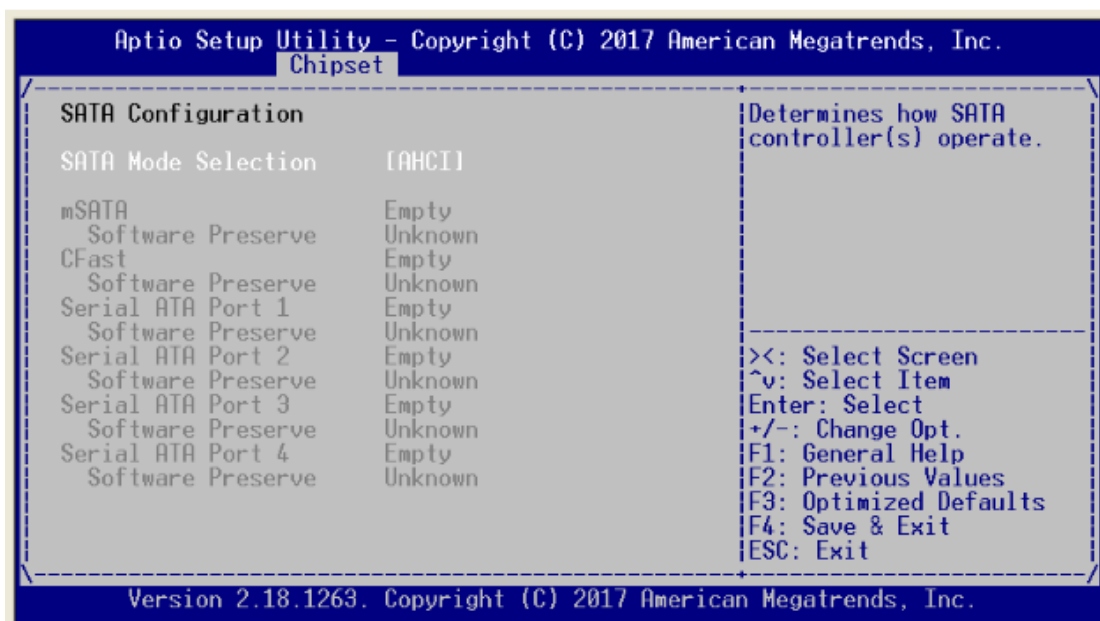 Aptio Setup Utility – Copyright (C) 2017 American Megatrends, Inc.
Chipset
SATA Configuration
SATA Mode Selection [AHCI]
mSATA Empty
Software Preserve Unknown
CFast Empty
Software Preserve Unknown
Serial ATA Port 1 Empty
Software Preserve Unknown
Serial ATA Port 2 Empty
Software Preserve Unknown
Serial ATA Port 3 Empty
Software Preserve Unknown
Serial ATA Port 4 Empty
Software Preserve Unknown
Determines how SATA
controller(s) operate.
><: Select Screen
^v: Select Item
Enter: Select
+/-: Change Opt.
F1: General Help
F2: Previous Values
F3: Optimized Defaults
F4: Save & Exit
ESC: Exit
Version 2.18.1263. Copyright (C) 2017 American Megatrends, Inc.